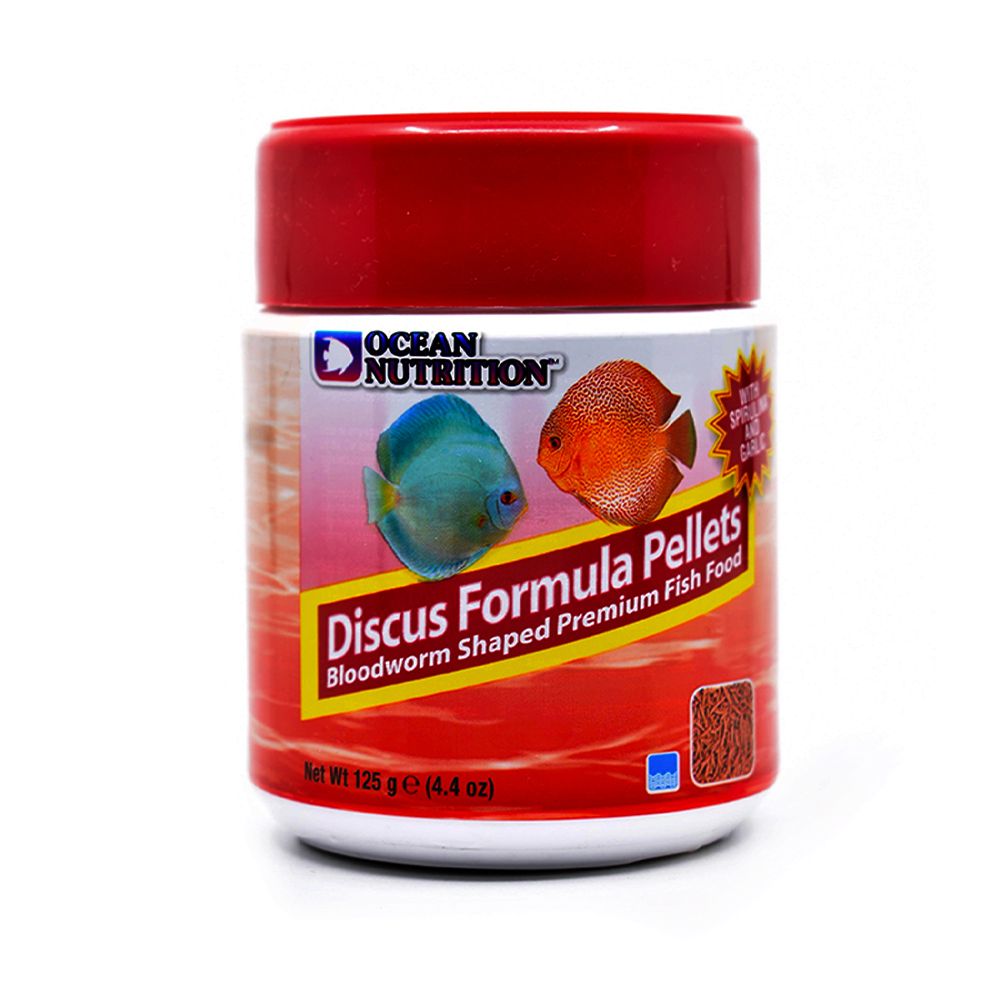 OCEAN
NUTRITION™
WITH
SPIRULINA
AND
GARLIC
Discus Formula Pellets
Bloodworm Shaped Premium Fish Food
Net Wt 125 g ℮ (4.4 oz)